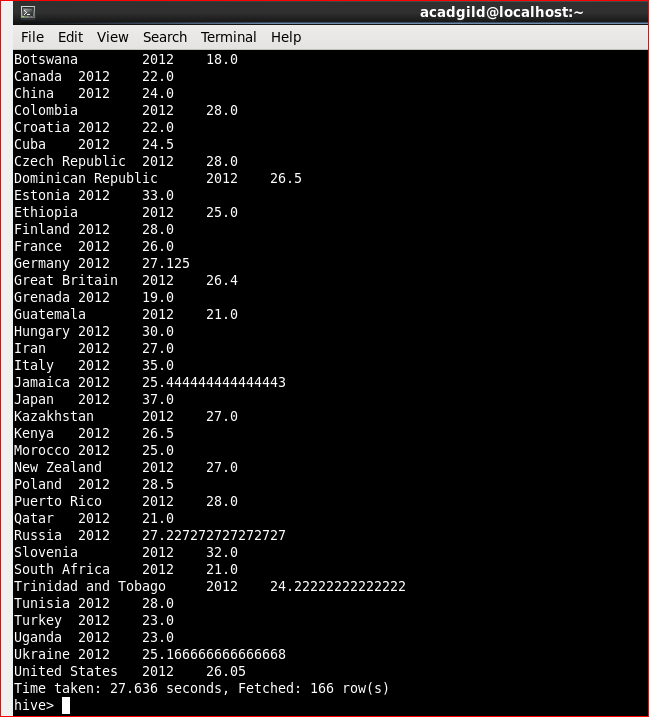 acadgild@localhost:~
File Edit View Search Terminal Help
Botswana 2012 18.0
Canada 2012 22.0
China 2012 24.0
Colombia 2012 28.0
Croatia 2012 22.0
Cuba 2012 24.5
Czech Republic 2012 28.0
Dominican Republic 2012 26.5
Estonia 2012 33.0
Ethiopia 2012 25.0
Finland 2012 28.0
France 2012 26.0
Germany 2012 27.125
Great Britain 2012 26.4
Grenada 2012 19.0
Guatemala 2012 21.0
Hungary 2012 30.0
Iran 2012 27.0
Italy 2012 35.0
Jamaica 2012 25.444444444444443
Japan 2012 37.0
Kazakhstan 2012 27.0
Kenya 2012 26.5
Morocco 2012 25.0
New Zealand 2012 27.0
Poland 2012 28.5
Puerto Rico 2012 28.0
Qatar 2012 21.0
Russia 2012 27.227272727272727
Slovenia 2012 32.0
South Africa 2012 21.0
Trinidad and Tobago 2012 24.22222222222222
Tunisia 2012 28.0
Turkey 2012 23.0
Uganda 2012 23.0
Ukraine 2012 25.166666666666668
United States 2012 26.05
Time taken: 27.636 seconds, Fetched: 166 row(s)
hive>